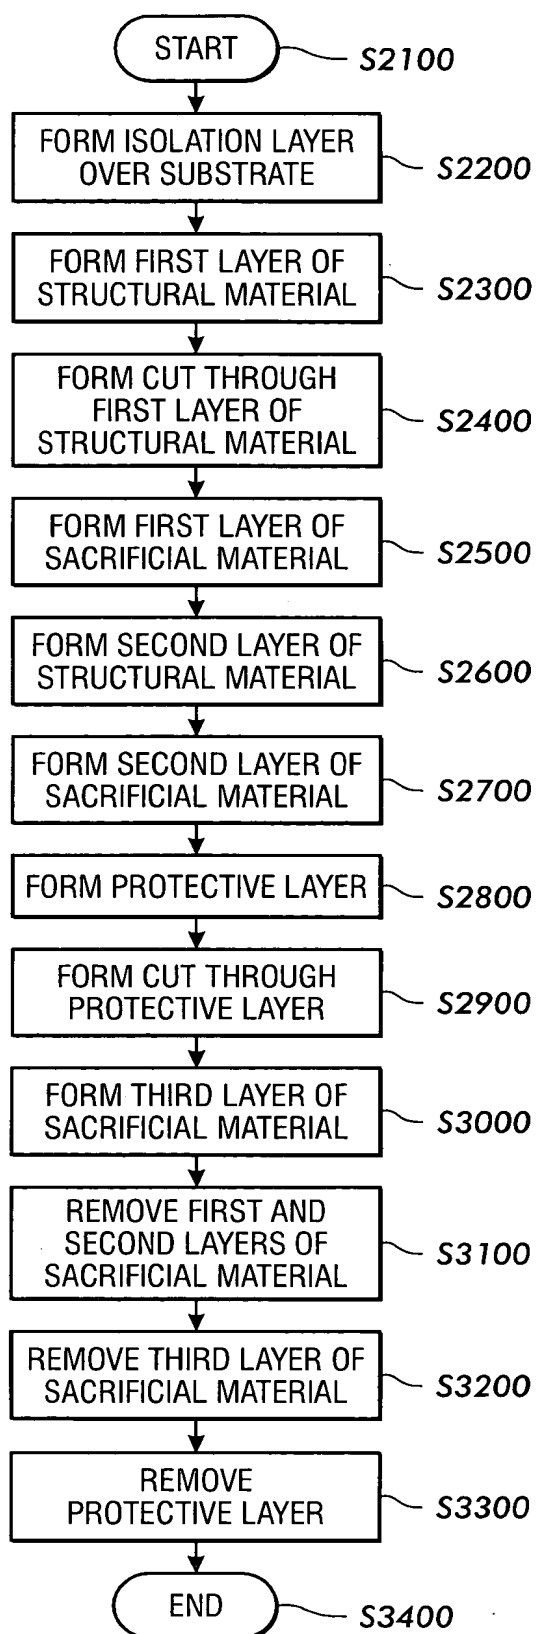 START
S2100
FORM ISOLATION LAYER
OVER SUBSTRATE
S2200
FORM FIRST LAYER OF
STRUCTURAL MATERIAL
S2300
FORM CUT THROUGH
FIRST LAYER OF
STRUCTURAL MATERIAL
S2400
FORM FIRST LAYER OF
SACRIFICIAL MATERIAL
S2500
FORM SECOND LAYER OF
STRUCTURAL MATERIAL
S2600
FORM SECOND LAYER OF
SACRIFICIAL MATERIAL
S2700
FORM PROTECTIVE LAYER
S2800
FORM CUT THROUGH
PROTECTIVE LAYER
S2900
FORM THIRD LAYER OF
SACRIFICIAL MATERIAL
S3000
REMOVE FIRST AND
SECOND LAYERS OF
SACRIFICIAL MATERIAL
S3100
REMOVE THIRD LAYER OF
SACRIFICIAL MATERIAL
S3200
REMOVE
PROTECTIVE LAYER
S3300
END
S3400